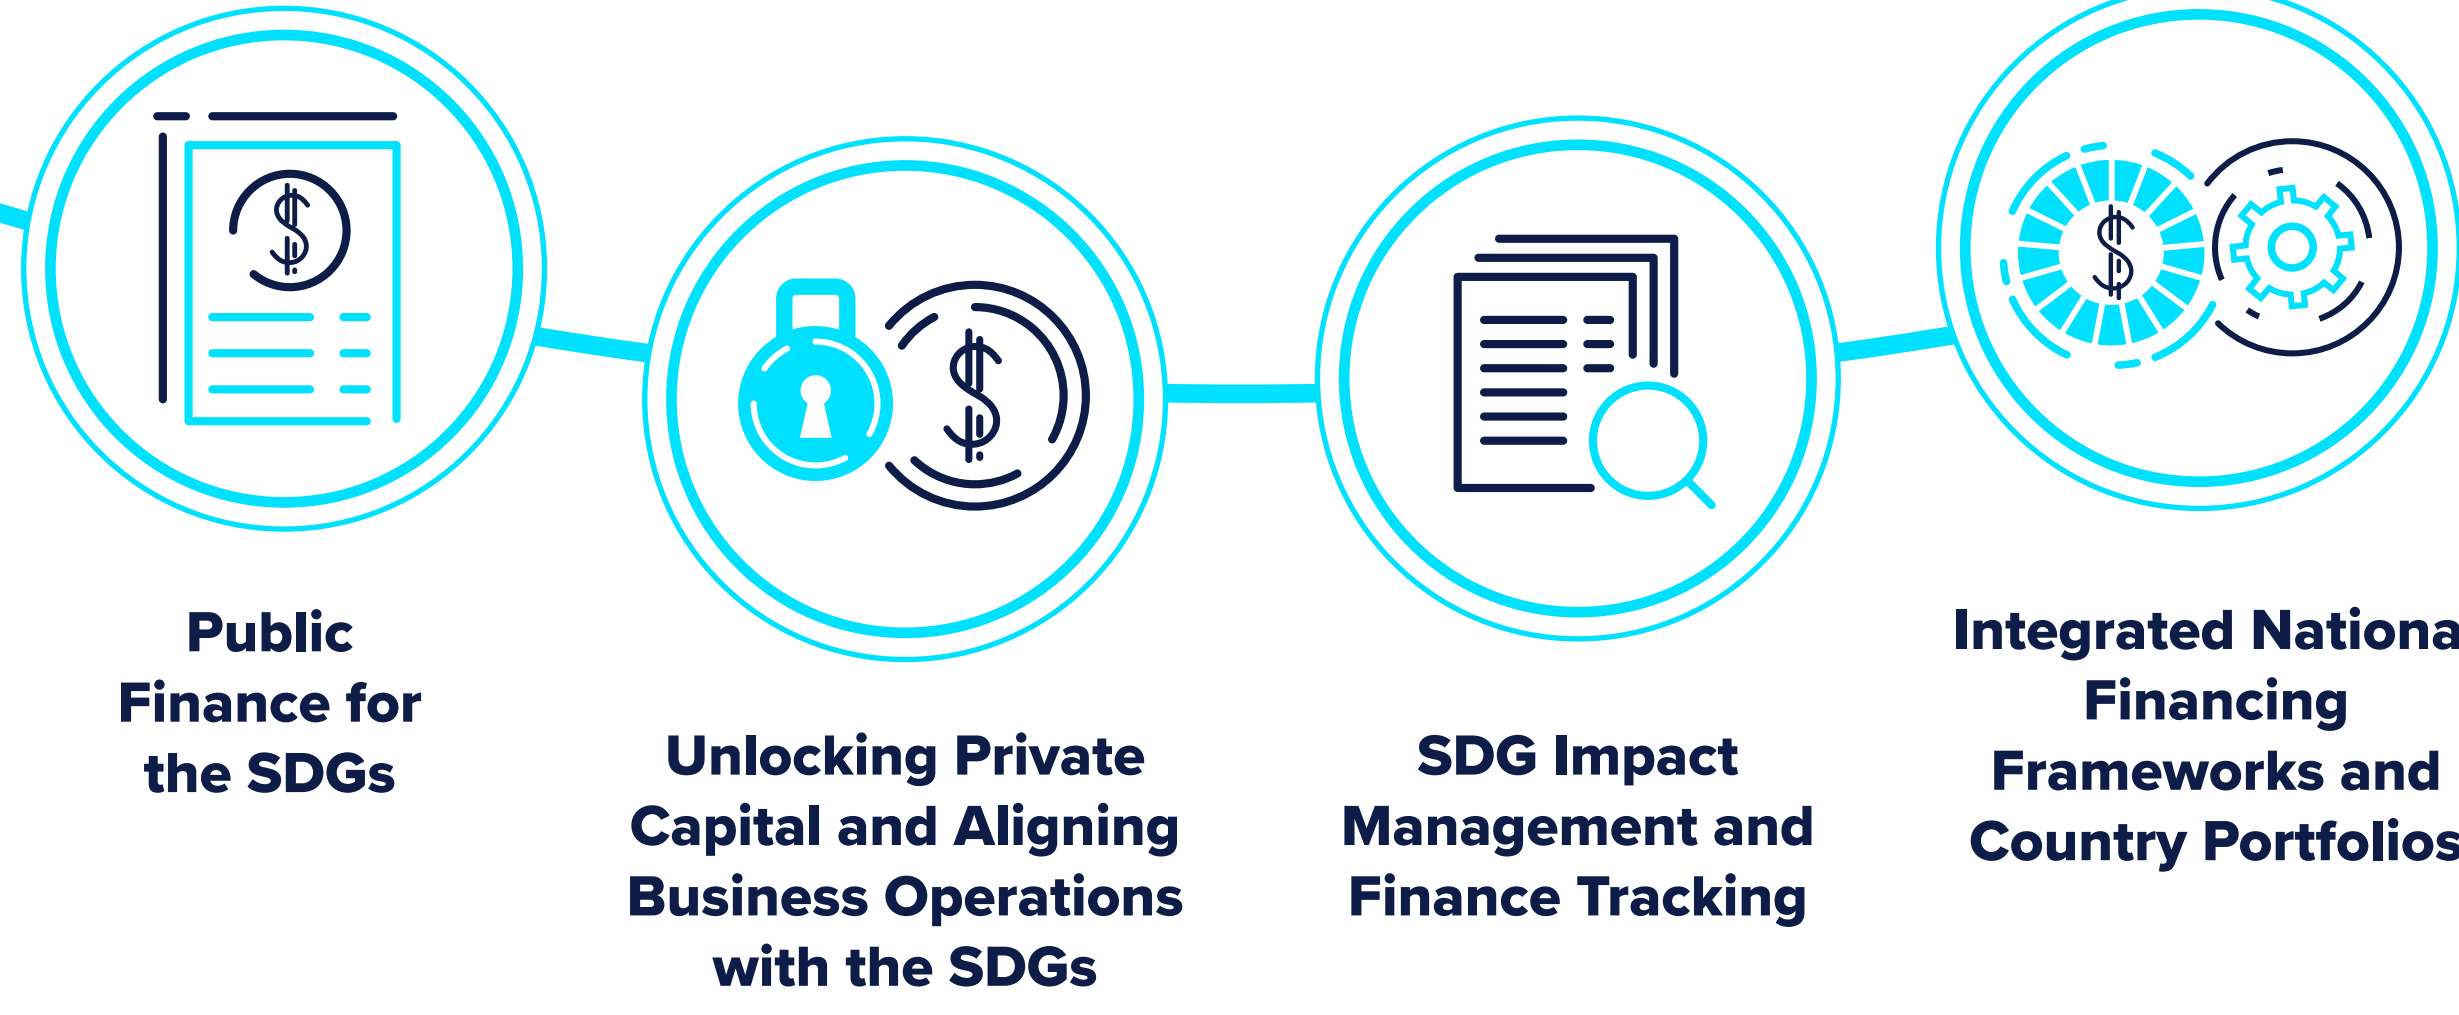 Public
Finance for
the SDGs
Unlocking Private
Capital and Aligning
Business Operations
with the SDGs
SDG Impact
Management and
Finance Tracking
Integrated Nationa
Financing
Frameworks and
Country Portfolios